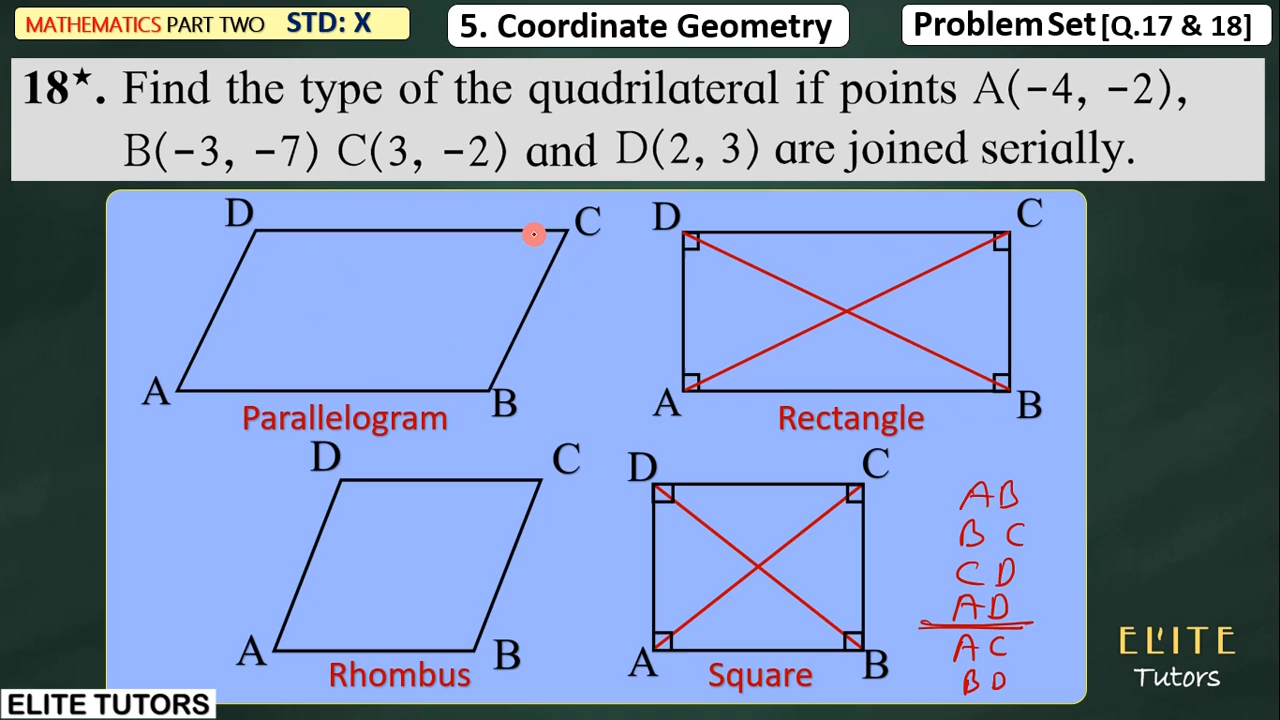 MATHEMATICS PART TWO STD: X
5. Coordinate Geometry
Problem Set [Q.17 & 18]
18★. Find the type of the quadrilateral if points A(−4, −2),
B(−3, −7) C(3, −2) and D(2, 3) are joined serially.
D C
A B
Parallelogram
D C
A B
Rectangle
D C
A B
Rhombus
D C
A B
Square
AB
BC
CD
AD
AC
BD
ELITE
Tutors
ELITE TUTORS